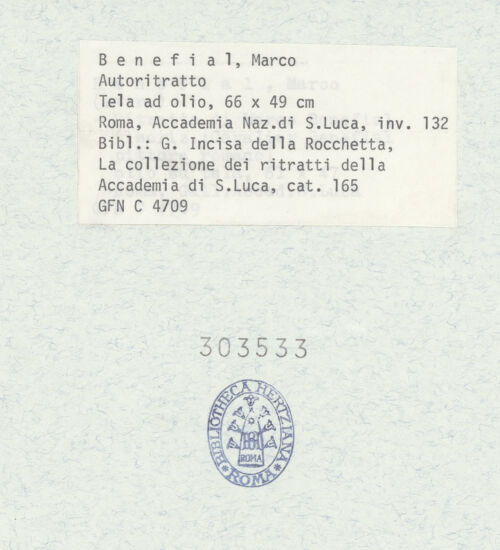 B e n e f i a l, Marco
Autoritratto
Tela ad olio, 66 x 49 cm
Roma, Accademia Naz.di S.Luca, inv. 132
Bibl.: G. Incisa della Rocchetta,
La collezione dei ritratti della
Accademia di S.Luca, cat. 165
GFN C 4709
303533
BIBLIOTHECA HERTZIANA
ROMA
* ROMA *